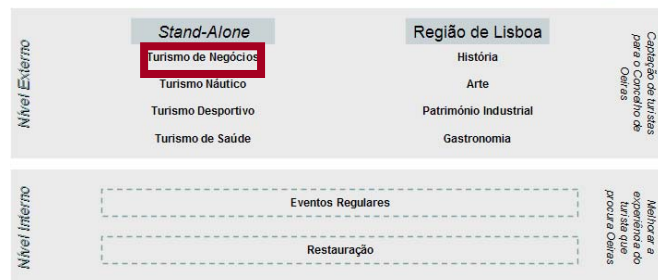 Nível Externo
Stand-Alone
Turismo de Negócios
Turismo Náutico
Turismo Desportivo
Turismo de Saúde
Região de Lisboa
História
Arte
Património Industrial
Gastronomia
Captação de turistas
para o Concelho de
Oeiras
Nível Interno
Eventos Regulares
Restauração
Melhorar a
experiência do
turista que
procura Oeiras